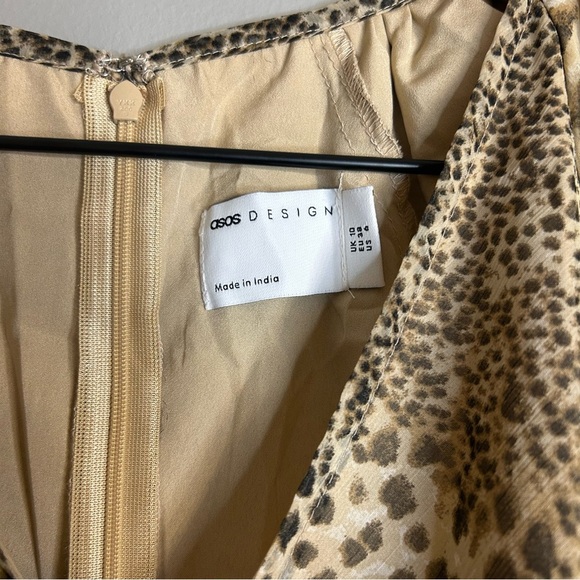 asos DESIGN
UK 10
EU 38
US 6
Made in India